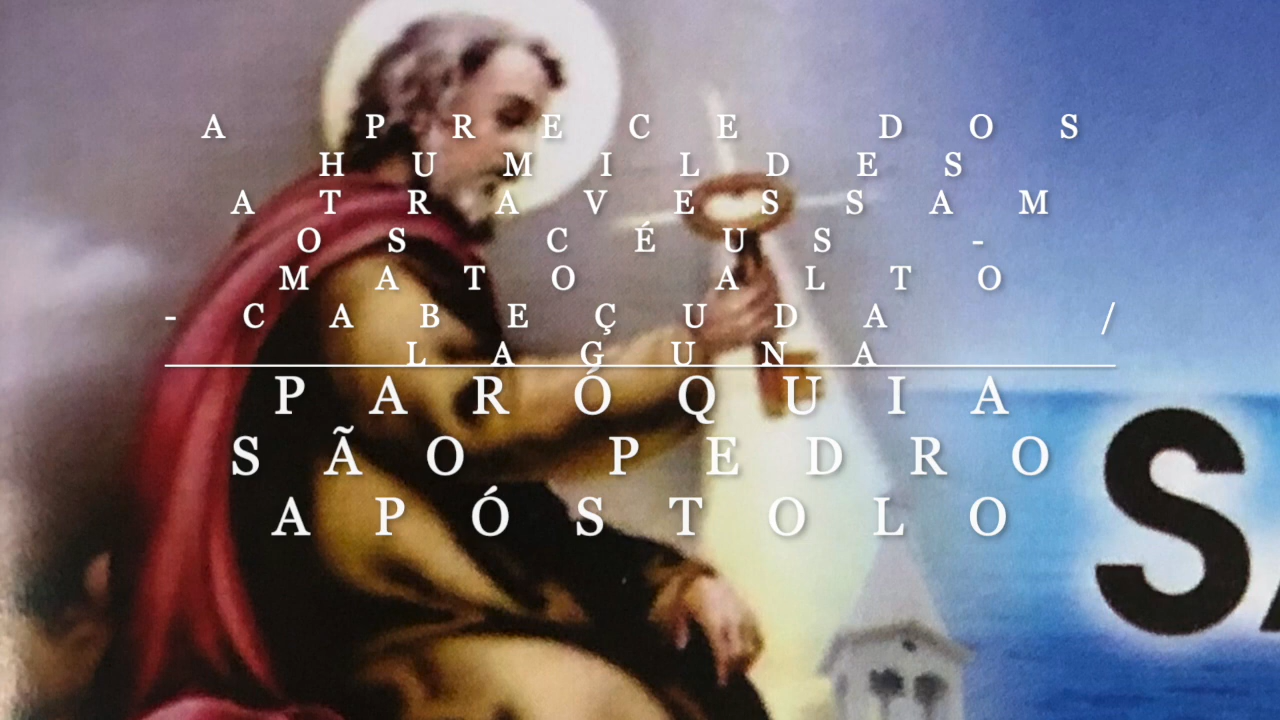 A PRECE DOS
HUMILDES
ATRAVESSAM
OS CÉUS -
MATO ALTO
- CABEÇUDA /
LAGUNA
PARÓQUIA
SÃO PEDRO
APÓSTOLO